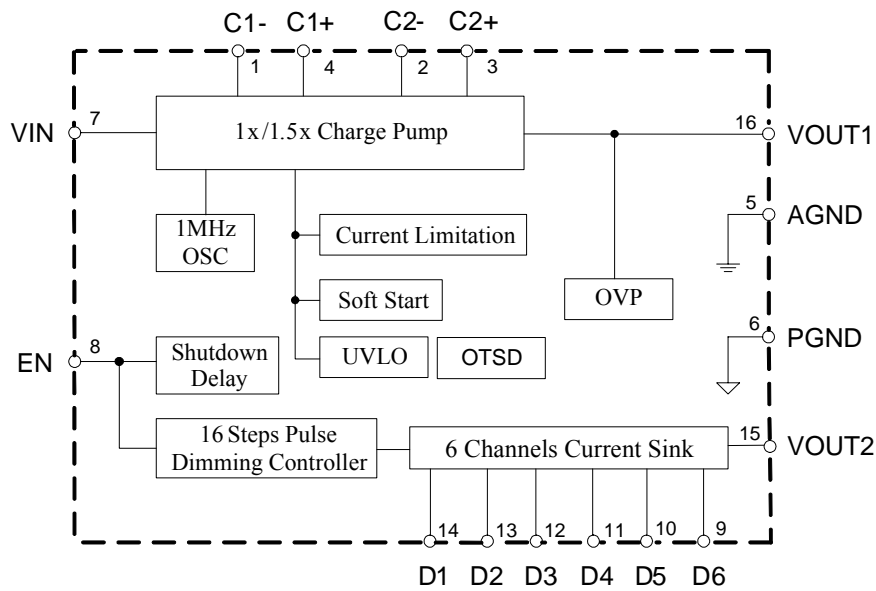 C1- C1+ C2- C2+
1 4 2 3
VIN 7
1x/1.5x Charge Pump
16 VOUT1
5 AGND
1MHz
OSC
Current Limitation
Soft Start
OVP
6 PGND
EN 8
Shutdown
Delay
UVLO
OTSD
16 Steps Pulse
Dimming Controller
6 Channels Current Sink
15 VOUT2
14 13 12 11 10 9
D1 D2 D3 D4 D5 D6